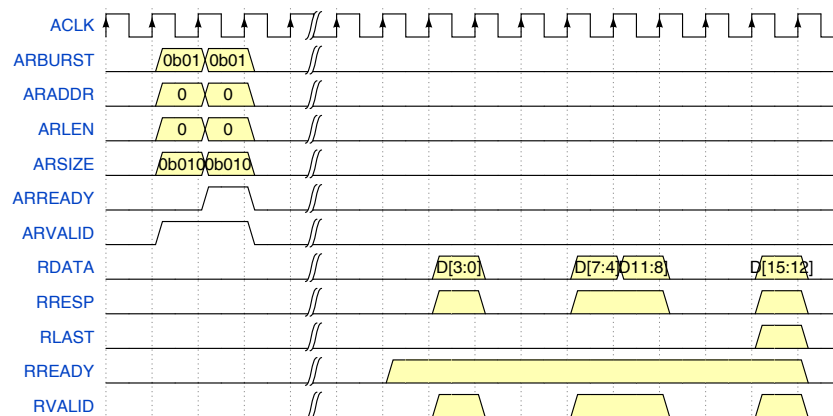 ACLK
ARBURST 0b01 0b01
ARADDR 0 0
ARLEN 0 0
ARSIZE 0b010 0b010
ARREADY
ARVALID
RDATA D[3:0] D[7:4] D11:8] D[15:12]
RRESP
RLAST
RREADY
RVALID